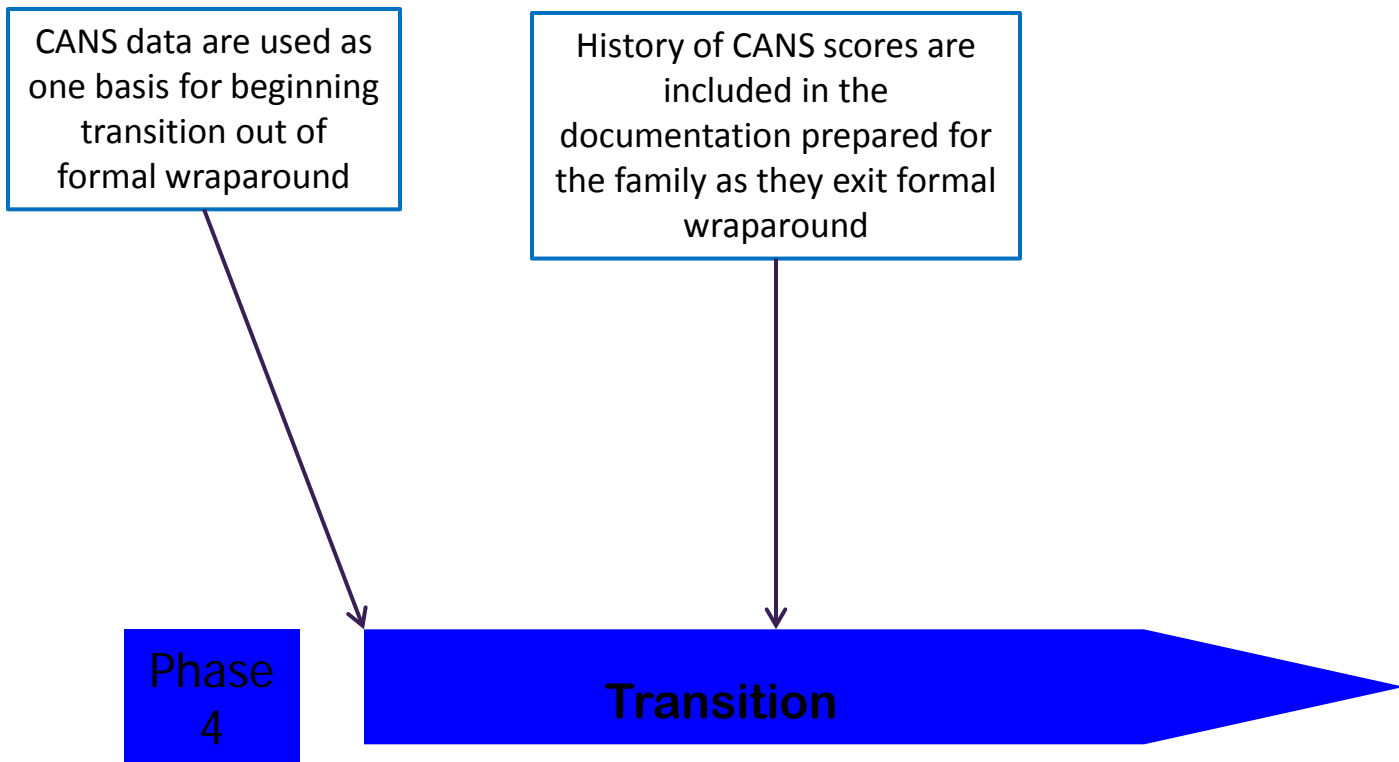 CANS data are used as
one basis for beginning
transition out of
formal wraparound
History of CANS scores are
included in the
documentation prepared for
the family as they exit formal
wraparound
Phase
4
Transition